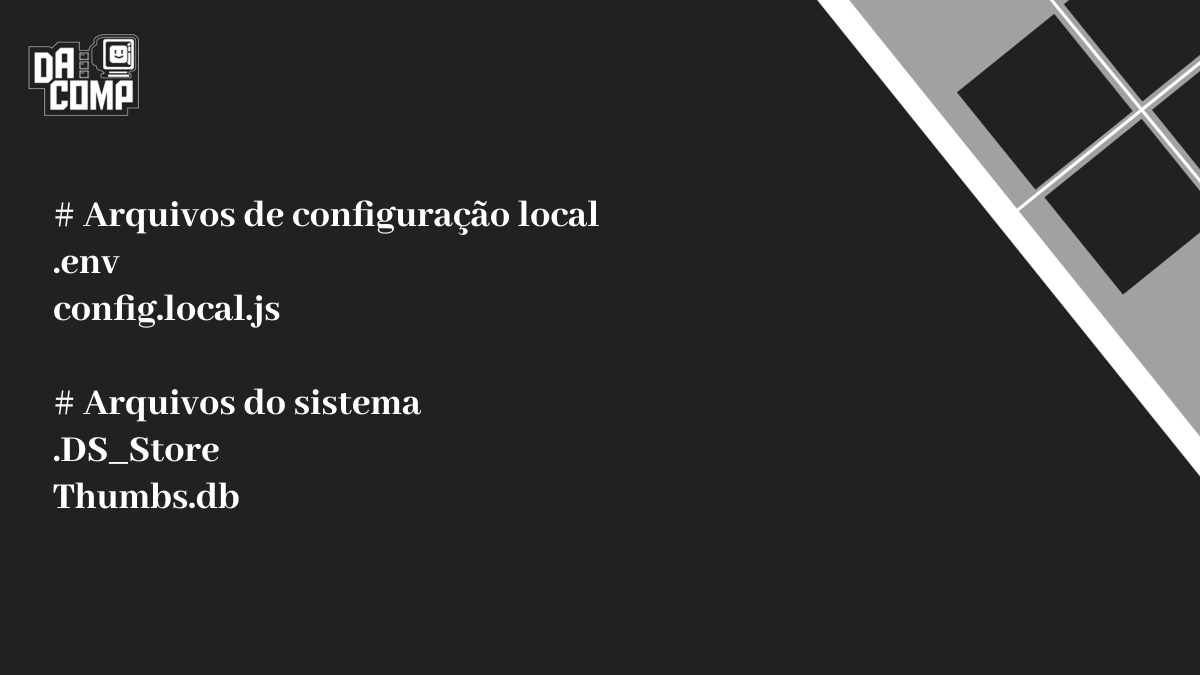 DA
COMP
# Arquivos de configuração local
.env
config.local.js
# Arquivos do sistema
.DS_Store
Thumbs.db